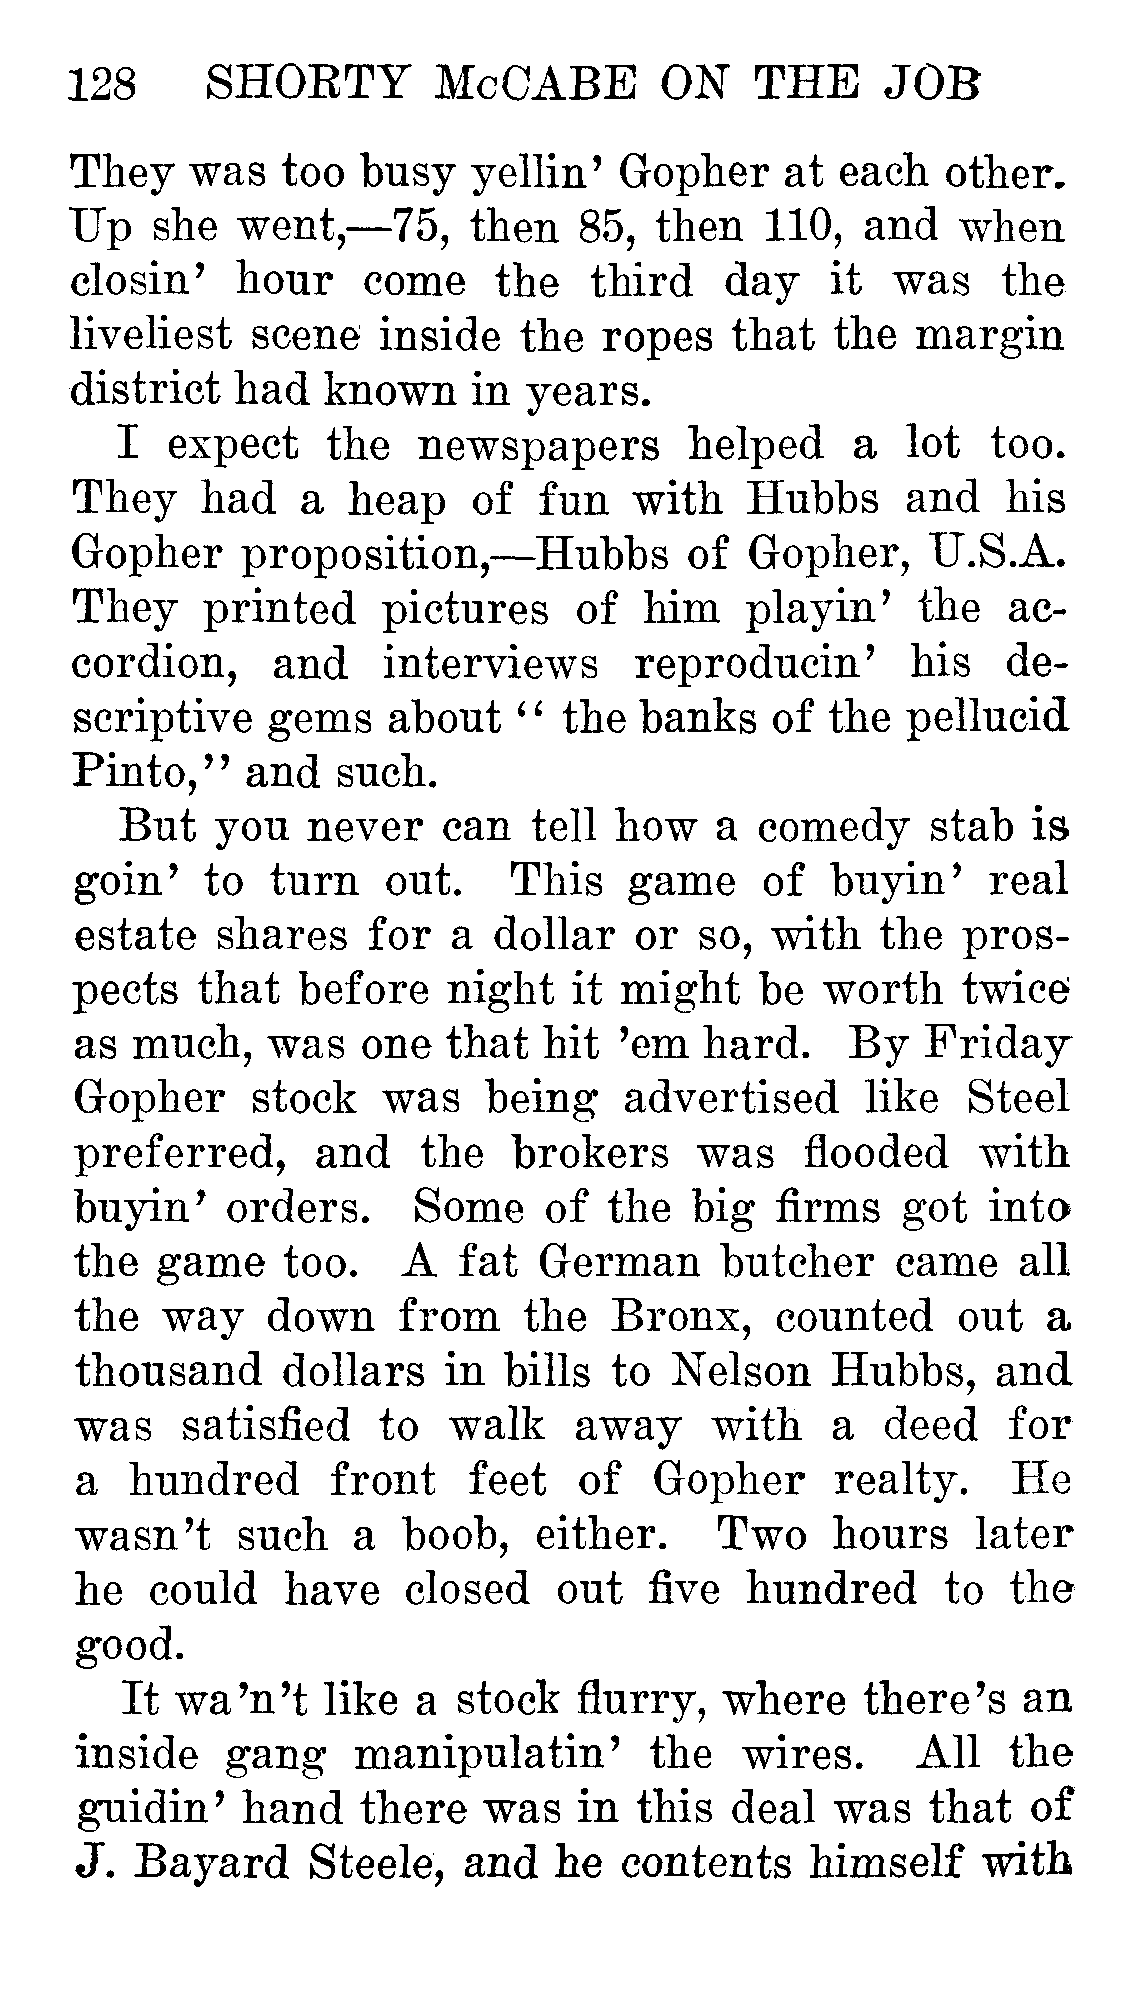 128 SHORTY McCABE ON THE JOB
They was too busy yellin’ Gopher at each other.
Up she went,—75, then 85, then 110, and when
closin’ hour come the third day it was the
liveliest scene inside the ropes that the margin
district had known in years.
I expect the newspapers helped a lot too.
They had a heap of fun with Hubbs and his
Gopher proposition,—Hubbs of Gopher, U.S.A.
They printed pictures of him playin’ the ac-
cordion, and interviews reproducin’ his de-
scriptive gems about “ the banks of the pellucid
Pinto,” and such.
But you never can tell how a comedy stab is
goin’ to turn out. This game of buyin’ real
estate shares for a dollar or so, with the pros-
pects that before night it might be worth twice
as much, was one that hit ’em hard. By Friday
Gopher stock was being advertised like Steel
preferred, and the brokers was flooded with
buyin’ orders. Some of the big firms got into
the game too. A fat German butcher came all
the way down from the Bronx, counted out a
thousand dollars in bills to Nelson Hubbs, and
was satisfied to walk away with a deed for
a hundred front feet of Gopher realty. He
wasn’t such a boob, either. Two hours later
he could have closed out five hundred to the
good.
It wa’n’t like a stock flurry, where there’s an
inside gang manipulatin’ the wires. All the
guidin’ hand there was in this deal was that of
J. Bayard Steele, and he contents himself with